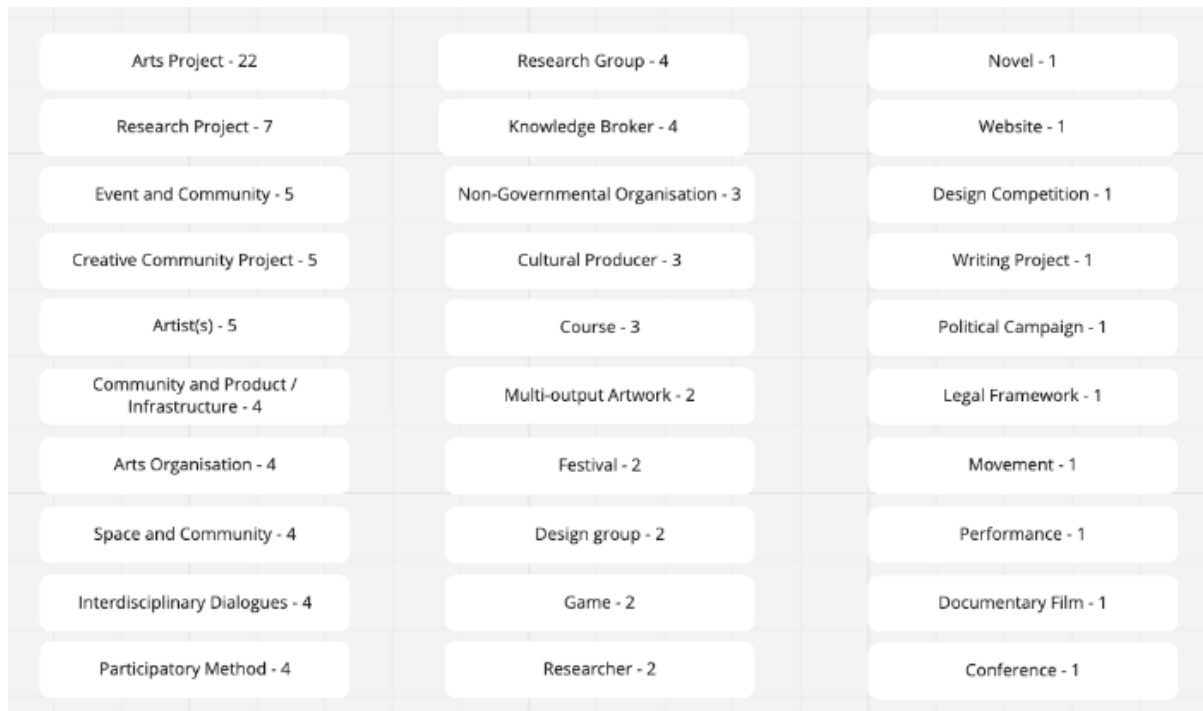 Arts Project - 22
Research Project - 7
Event and Community - 5
Creative Community Project - 5
Artist(s) - 5
Community and Product /
Infrastructure - 4
Arts Organisation - 4
Space and Community - 4
Interdisciplinary Dialogues - 4
Participatory Method - 4
Research Group - 4
Knowledge Broker - 4
Non-Governmental Organisation - 3
Cultural Producer - 3
Course - 3
Multi-output Artwork - 2
Festival - 2
Design group - 2
Game - 2
Researcher - 2
Novel - 1
Website - 1
Design Competition - 1
Writing Project - 1
Political Campaign - 1
Legal Framework - 1
Movement - 1
Performance - 1
Documentary Film - 1
Conference - 1